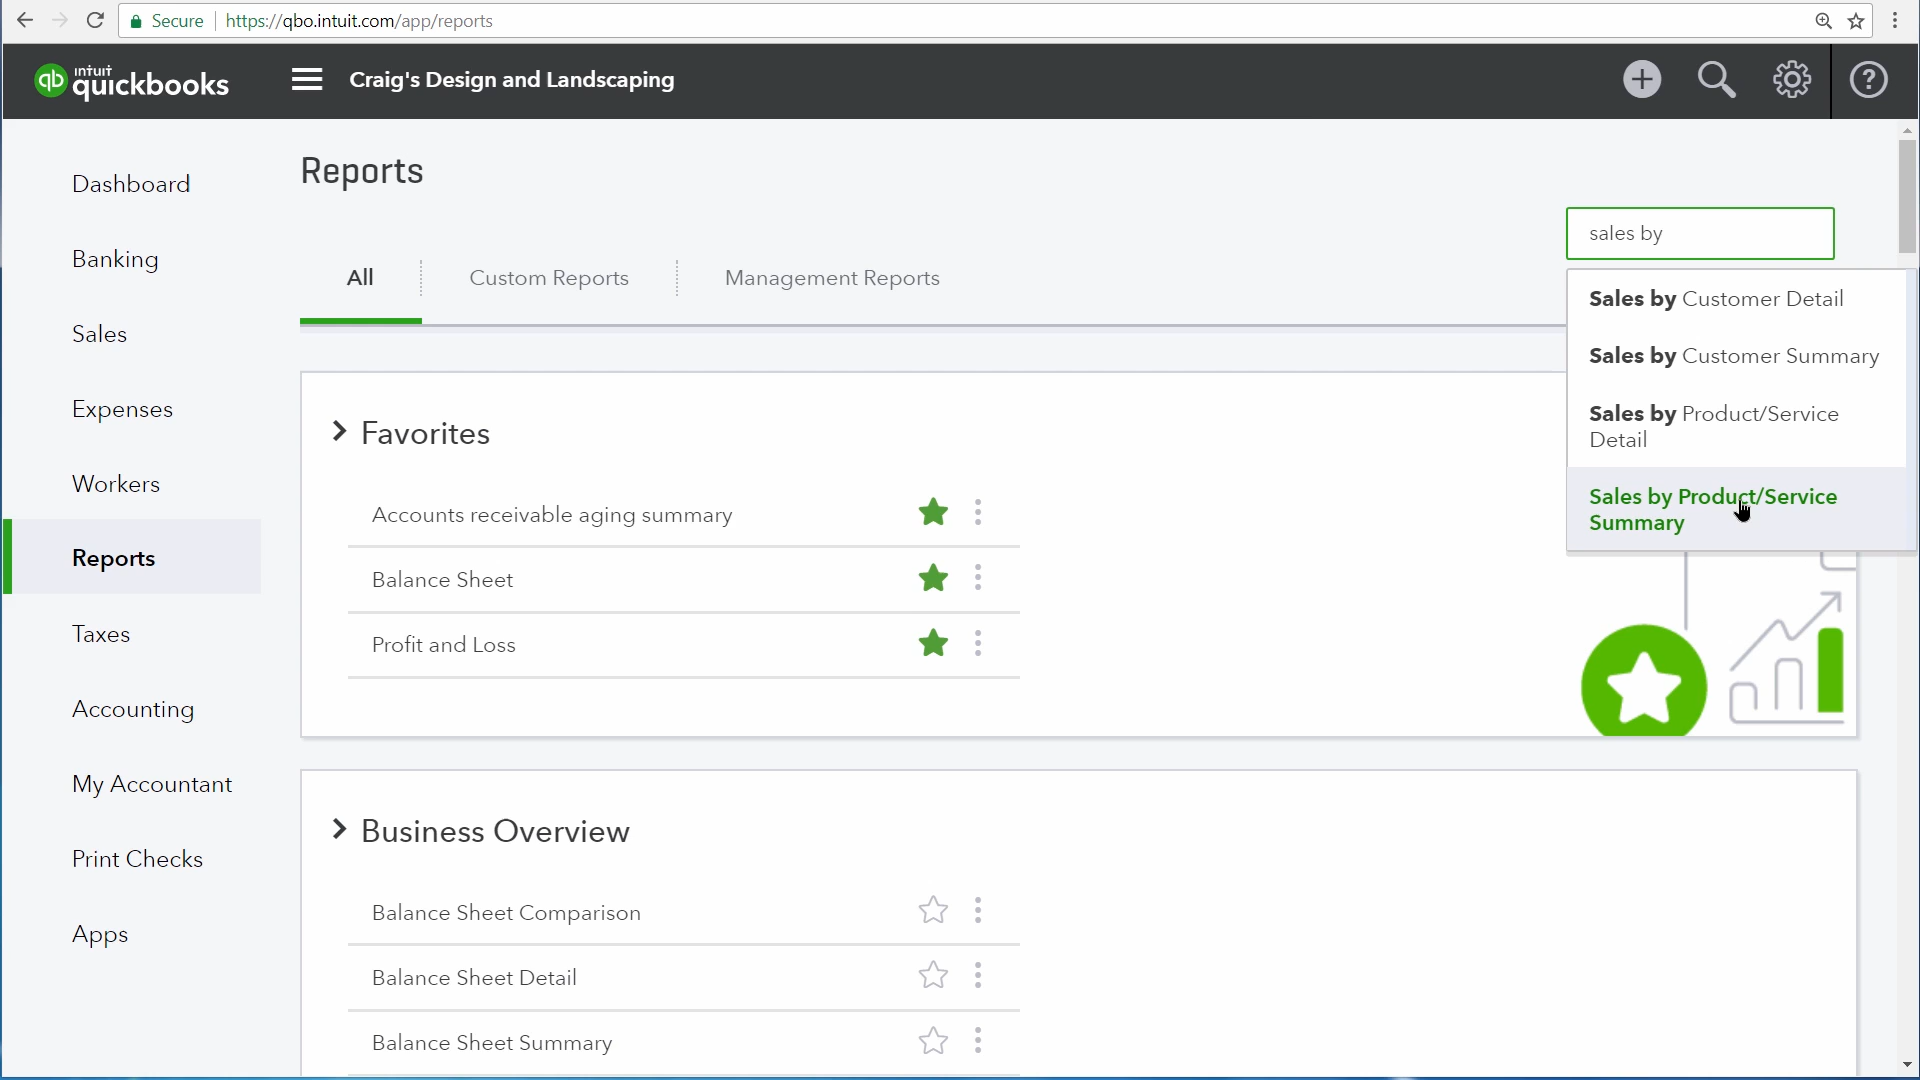 Secure
https://qbo.intuit.com/app/reports
qb
intuit
quickbooks
Craig's Design and Landscaping
Dashboard
Banking
Sales
Expenses
Workers
Reports
Taxes
Accounting
My Accountant
Print Checks
Apps
Reports
sales by
All
Custom Reports
Management Reports
Sales by Customer Detail
Sales by Customer Summary
Sales by Product/Service
Detail
Sales by Product/Service
Summary
Favorites
Accounts receivable aging summary
Balance Sheet
Profit and Loss
Business Overview
Balance Sheet Comparison
Balance Sheet Detail
Balance Sheet Summary